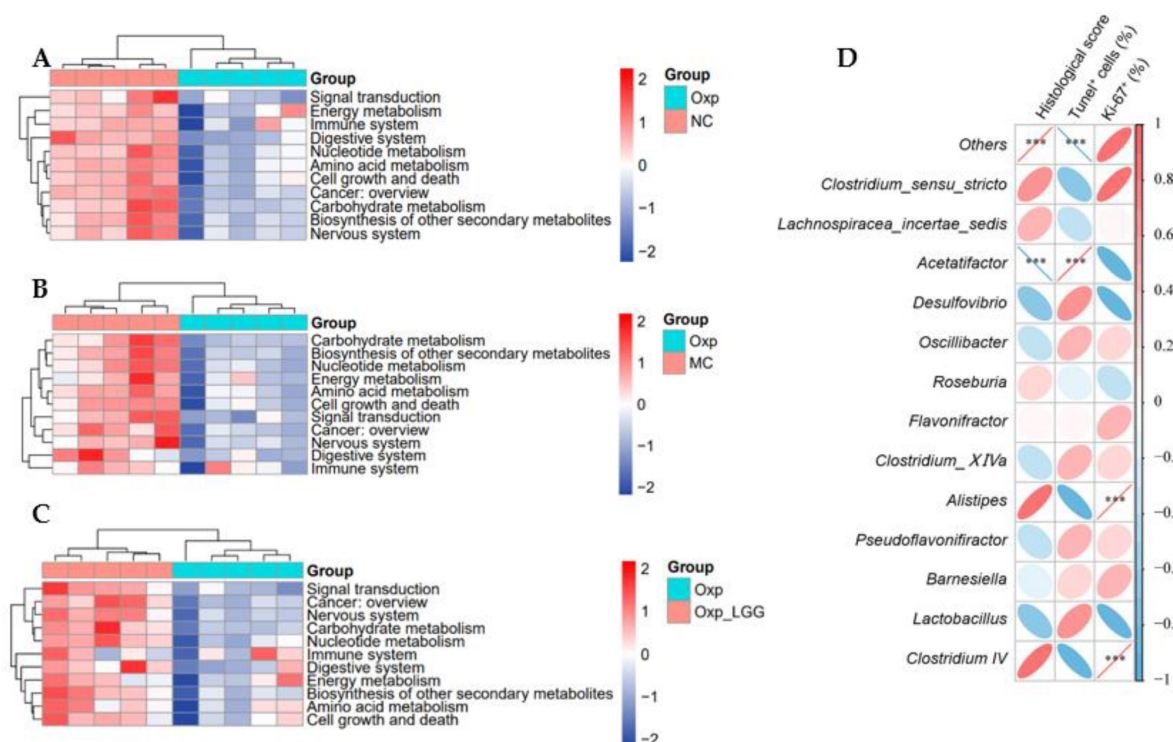 A
Group
Signal transduction
Energy metabolism
Immune system
Digestive system
Nucleotide metabolism
Amino acid metabolism
Cell growth and death
Cancer: overview
Carbohydrate metabolism
Biosynthesis of other secondary metabolites
Nervous system
2
1
0
−1
−2
Group
Oxp
NC
B
Group
Carbohydrate metabolism
Biosynthesis of other secondary metabolites
Nucleotide metabolism
Energy metabolism
Amino acid metabolism
Cell growth and death
Signal transduction
Cancer: overview
Nervous system
Digestive system
Immune system
2
1
0
−1
−2
Group
Oxp
MC
C
Group
Signal transduction
Cancer: overview
Nervous system
Carbohydrate metabolism
Nucleotide metabolism
Immune system
Digestive system
Energy metabolism
Biosynthesis of other secondary metabolites
Amino acid metabolism
Cell growth and death
2
1
0
−1
−2
Group
Oxp
Oxp_LGG
D
Histological score
Tunel⁺ cells (%)
Ki-67⁺ (%)
Others *** ***
Clostridium_sensu_stricto
Lachnospiracea_incertae_sedis
Acetatifactor *** ***
Desulfovibrio
Oscillibacter
Roseburia
Flavonifractor
Clostridium_XIVa
Alistipes ***
Pseudoflavonifiractor
Barnesiella
Lactobacillus
Clostridium IV ***
1
0.8
0.6
0.4
0.2
0
−0.
−0.
−0.
−0.
−1